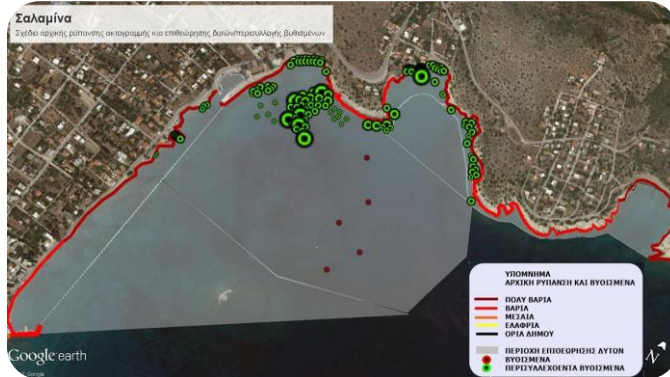 Σαλαμίνα
Σχέδιο αρχικής ρύπανσης ακτογραμμής και επιθεώρησης δυτών/περισυλλογής βυθισμένων
ΥΠΟΜΝΗΜΑ
ΑΡΧΙΚΗ ΡΥΠΑΝΣΗ ΚΑΙ ΒΥΘΙΣΜΕΝΑ
ΠΟΛΥ ΒΑΡΙΑ
ΒΑΡΙΑ
ΜΕΣΑΙΑ
ΕΛΑΦΡΙΑ
ΟΡΙΑ ΔΗΜΟΥ
ΠΕΡΙΟΧΗ ΕΠΙΘΕΩΡΗΣΗΣ ΔΥΤΩΝ
ΒΥΘΙΣΜΕΝΑ
ΠΕΡΙΣΥΛΛΕΧΘΕΝΤΑ ΒΥΘΙΣΜΕΝΑ
Google earth
N